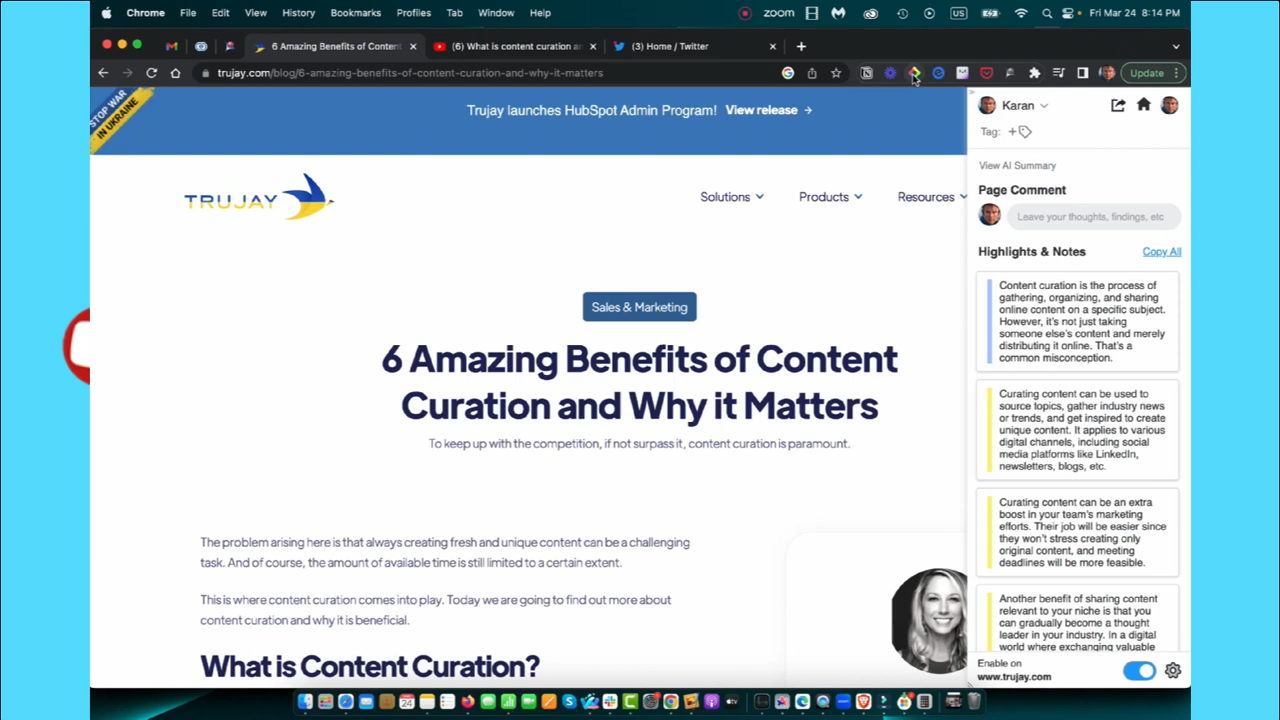 Chrome File Edit View History Bookmarks Profiles Tab Window Help zoom US Fri Mar 24 8:14 PM
6 Amazing Benefits of Content
(6) What is content curation a
(3) Home / Twitter
trujay.com/blog/6-amazing-benefits-of-content-curation-and-why-it-matters
Update
STOP WAR
IN UKRAINE
Trujay launches HubSpot Admin Program! View release →
TRUJAY
Solutions Products Resources
Sales & Marketing
6 Amazing Benefits of Content
Curation and Why it Matters
To keep up with the competition, if not surpass it, content curation is paramount.
The problem arising here is that always creating fresh and unique content can be a challenging
task. And of course, the amount of available time is still limited to a certain extent.
This is where content curation comes into play. Today we are going to find out more about
content curation and why it is beneficial.
What is Content Curation?
Karan
Tag: +
View AI Summary
Page Comment
Leave your thoughts, findings, etc
Highlights & Notes Copy All
Content curation is the process of
gathering, organizing, and sharing
online content on a specific subject.
However, it's not just taking
someone else's content and merely
distributing it online. That's a
common misconception.
Curating content can be used to
source topics, gather industry news
or trends, and get inspired to create
unique content. It applies to various
digital channels, including social
media platforms like LinkedIn,
newsletters, blogs, etc.
Curating content can be an extra
boost in your team's marketing
efforts. Their job will be easier since
they won't stress creating only
original content, and meeting
deadlines will be more feasible.
Another benefit of sharing content
relevant to your niche is that you
can gradually become a thought
leader in your industry. In a digital
world where exchanging valuable
Enable on
www.trujay.com
24